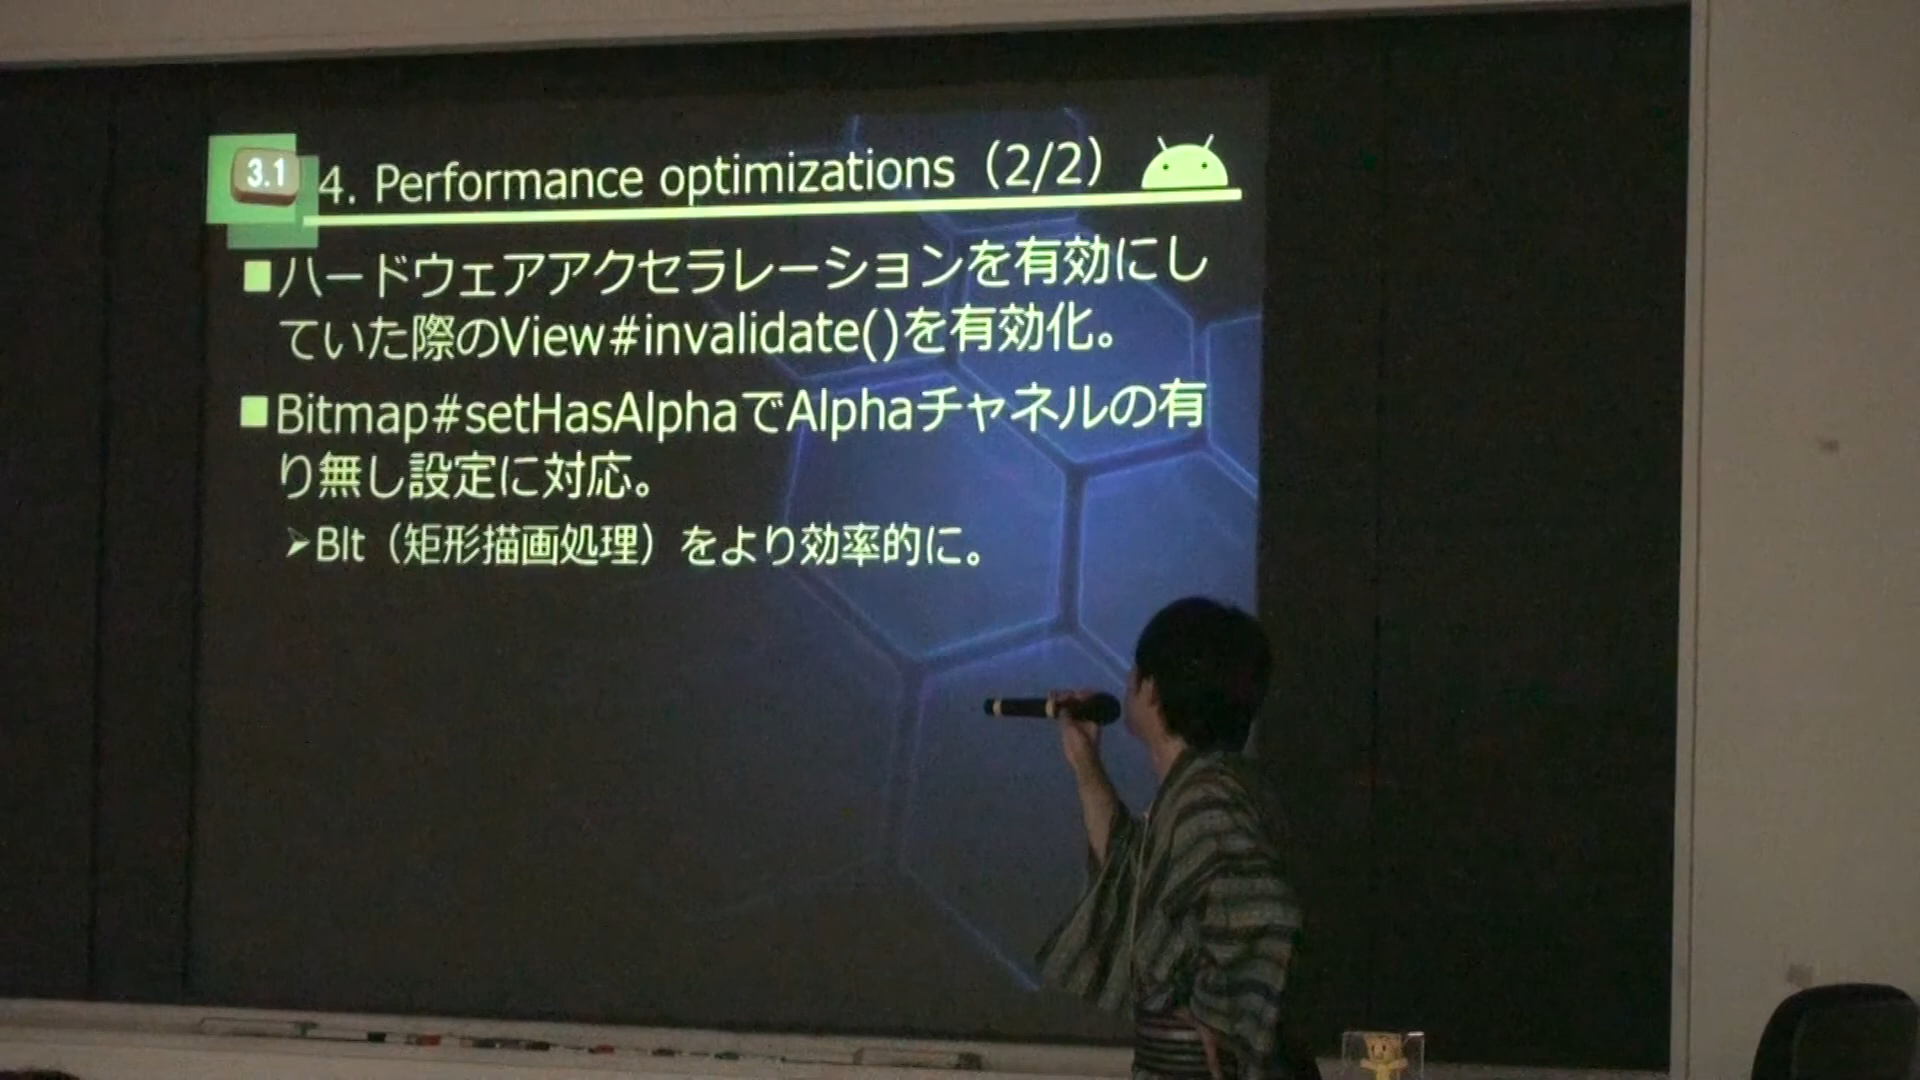 3.1
4. Performance optimizations（2/2）
■ハードウェアアクセラレーションを有効にし
ていた際のView#invalidate()を有効化。
■Bitmap#setHasAlphaでAlphaチャネルの有
り無し設定に対応。
➢Blt（矩形描画処理）をより効率的に。